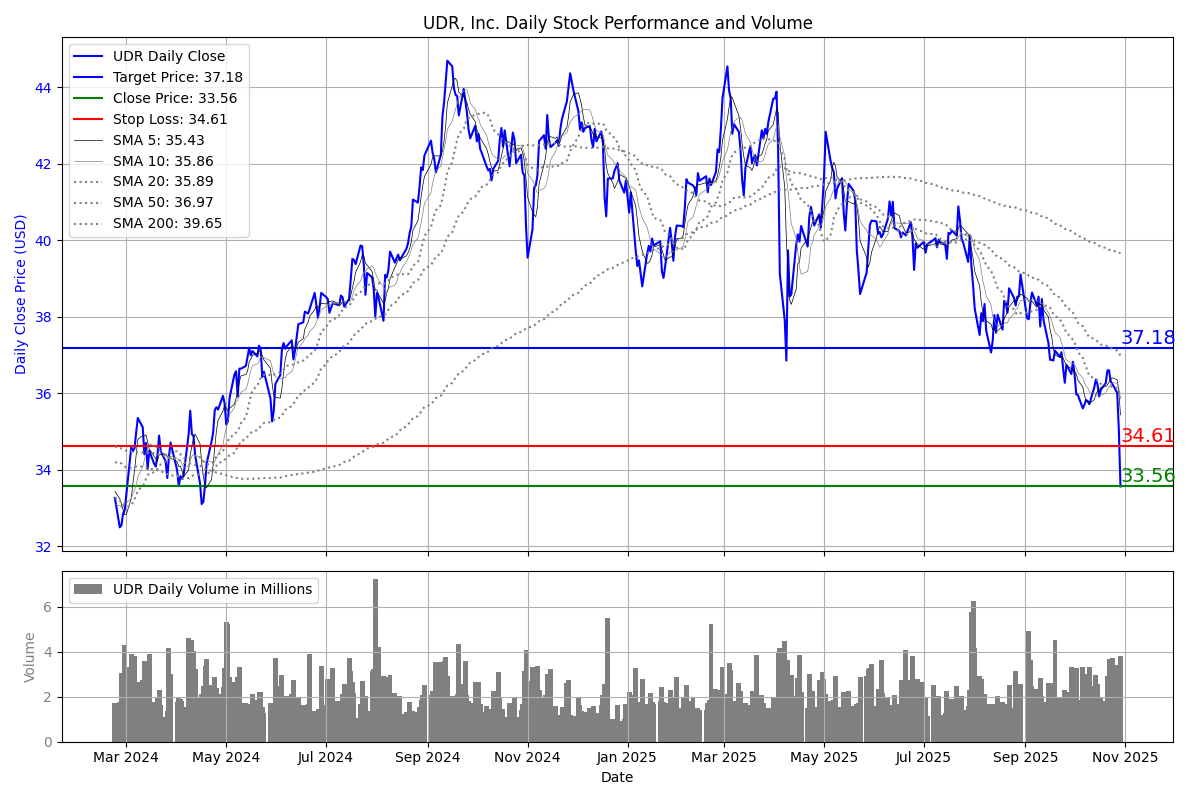 UDR, Inc. Daily Stock Performance and Volume
UDR Daily Close
Target Price: 37.18
Close Price: 33.56
Stop Loss: 34.61
SMA 5: 35.43
SMA 10: 35.86
SMA 20: 35.89
SMA 50: 36.97
SMA 200: 39.65
Daily Close Price (USD)
44
42
40
38
36
34
32
37.18
34.61
33.56
UDR Daily Volume in Millions
Volume
6
4
2
0
Mar 2024 May 2024 Jul 2024 Sep 2024 Nov 2024 Jan 2025 Mar 2025 May 2025 Jul 2025 Sep 2025 Nov 2025
Date